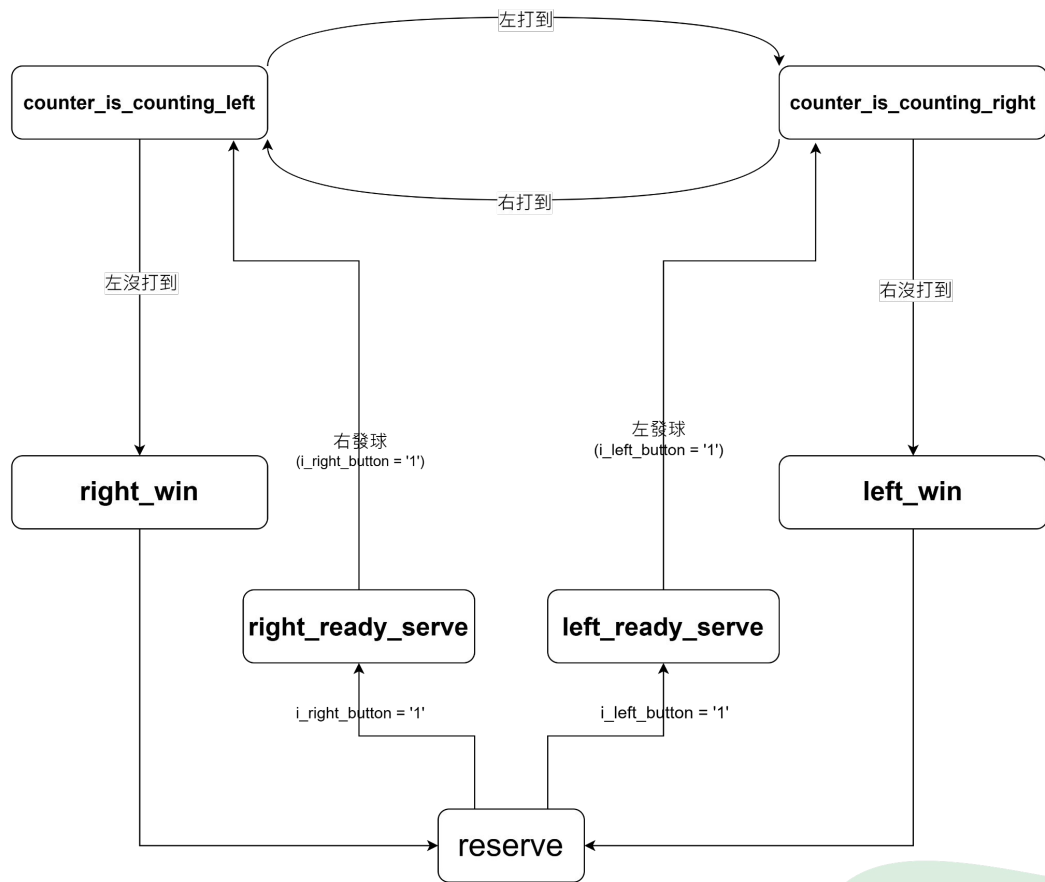 左打到
counter_is_counting_left
counter_is_counting_right
右打到
左沒打到
右沒打到
右發球
(i_right_button = '1')
左發球
(i_left_button = '1')
right_win
left_win
right_ready_serve
left_ready_serve
i_right_button = '1'
i_left_button = '1'
reserve